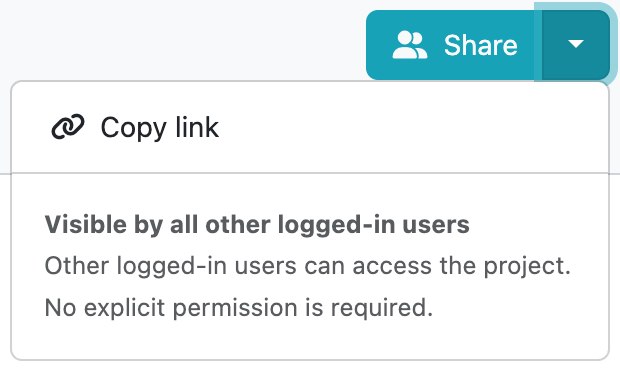 Share
Copy link
Visible by all other logged-in users
Other logged-in users can access the project.
No explicit permission is required.